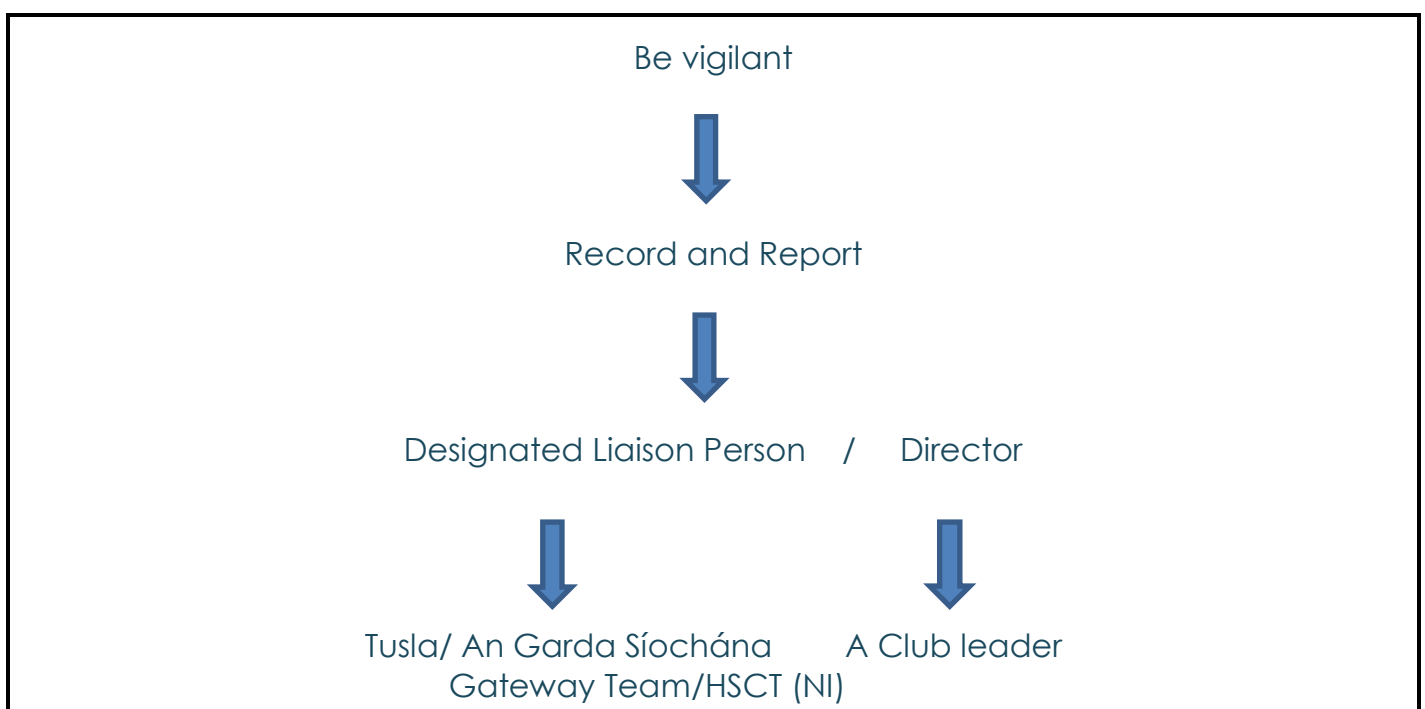 Be vigilant
Record and Report
Designated Liaison Person / Director
Tusla/ An Garda Síochána A Club leader
Gateway Team/HSCT (NI)